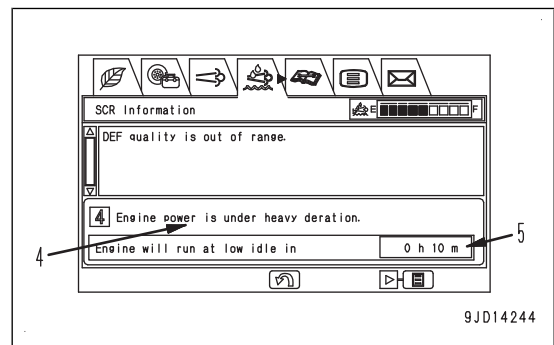 SCR Information
E
F
DEF quality is out of range.
4 Engine power is under heavy deration.
Engine will run at low idle in 0 h 10 m
4
5
9JD14244